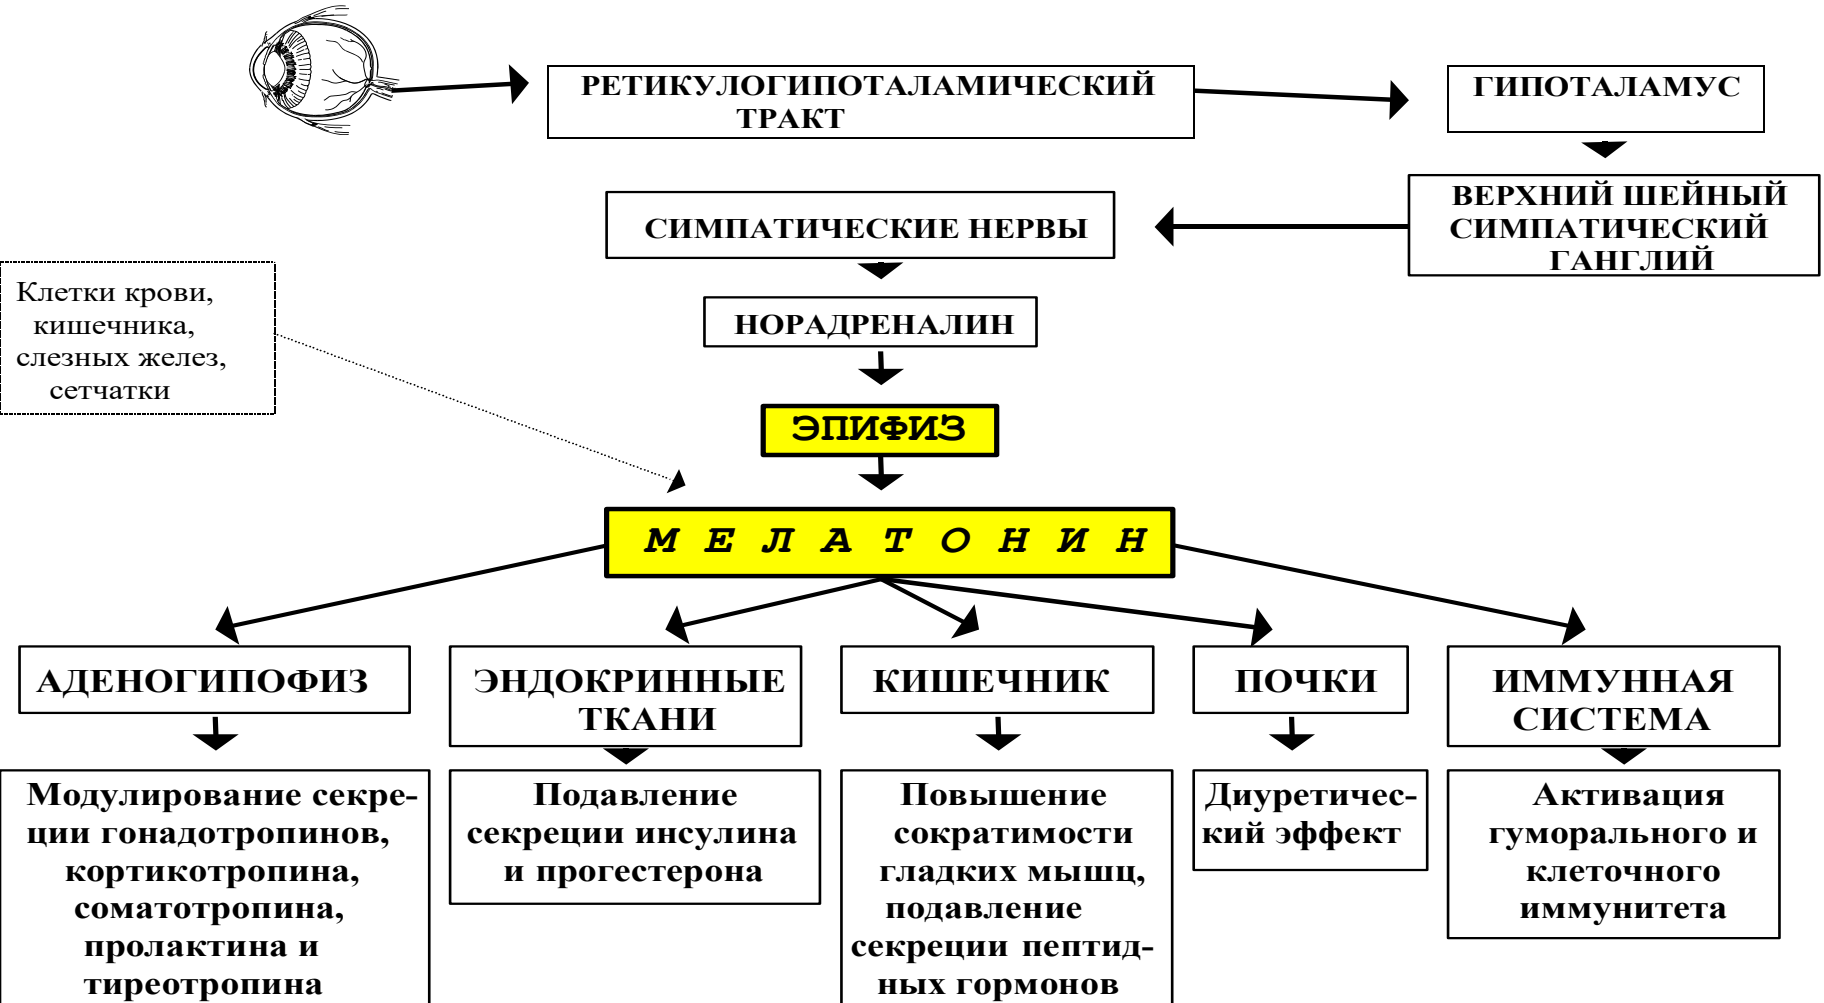 РЕТИКУЛОГИПОТАЛАМИЧЕСКИЙ
ТРАКТ
ГИПОТАЛАМУС
ВЕРХНИЙ ШЕЙНЫЙ
СИМПАТИЧЕСКИЙ
ГАНГЛИЙ
СИМПАТИЧЕСКИЕ НЕРВЫ
НОРАДРЕНАЛИН
Клетки крови,
кишечника,
слезных желез,
сетчатки
ЭПИФИЗ
М Е Л А Т О Н И Н
АДЕНОГИПОФИЗ
ЭНДОКРИННЫЕ
ТКАНИ
КИШЕЧНИК
ПОЧКИ
ИММУННАЯ
СИСТЕМА
Модулирование секре-
ции гонадотропинов,
кортикотропина,
соматотропина,
пролактина и
тиреотропина
Подавление
секреции инсулина
и прогестерона
Повышение
сократимости
гладких мышц,
подавление
секреции пептид-
ных гормонов
Диуретичес-
кий эффект
Активация
гуморального и
клеточного
иммунитета